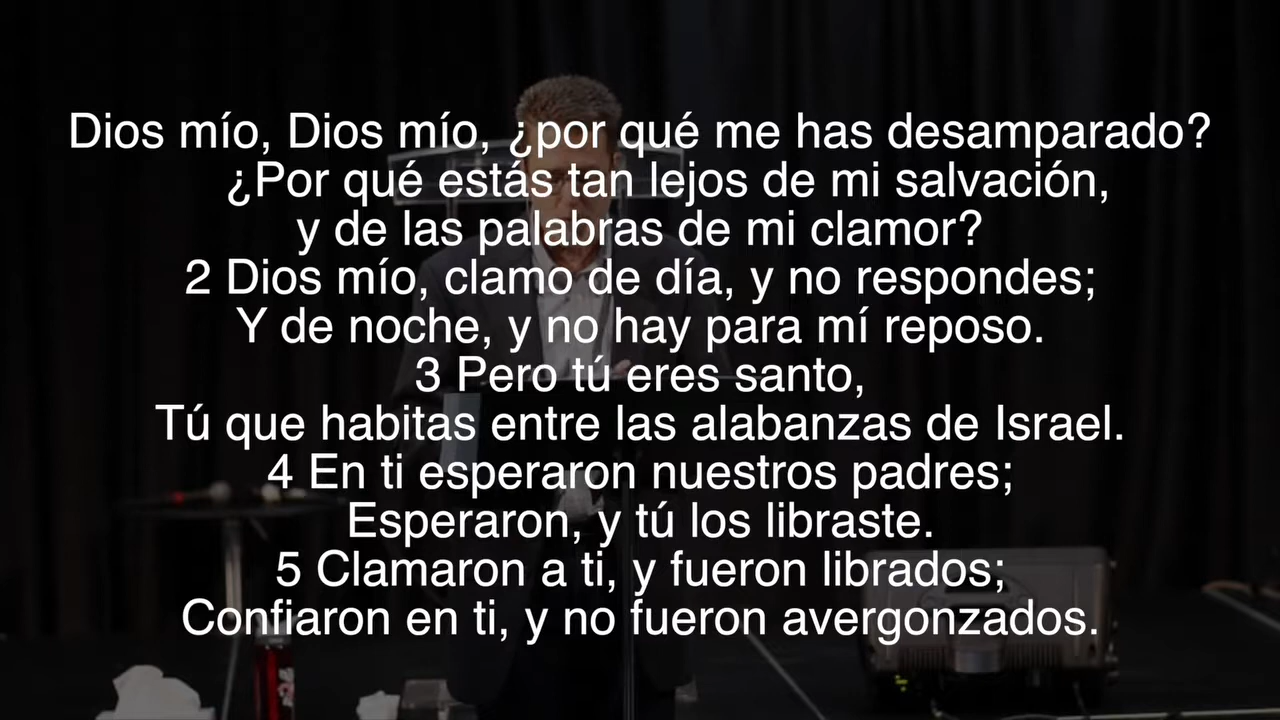 Dios mío, Dios mío, ¿por qué me has desamparado?
¿Por qué estás tan lejos de mi salvación,
y de las palabras de mi clamor?
2 Dios mío, clamo de día, y no respondes;
Y de noche, y no hay para mí reposo.
3 Pero tú eres santo,
Tú que habitas entre las alabanzas de Israel.
4 En ti esperaron nuestros padres;
Esperaron, y tú los libraste.
5 Clamaron a ti, y fueron librados;
Confiaron en ti, y no fueron avergonzados.